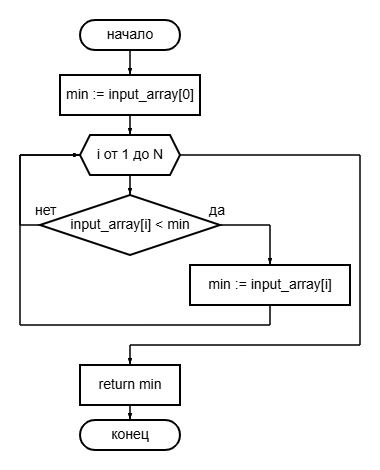 начало
min := input_array[0]
i от 1 до N
нет
да
input_array[i] < min
min := input_array[i]
return min
конец